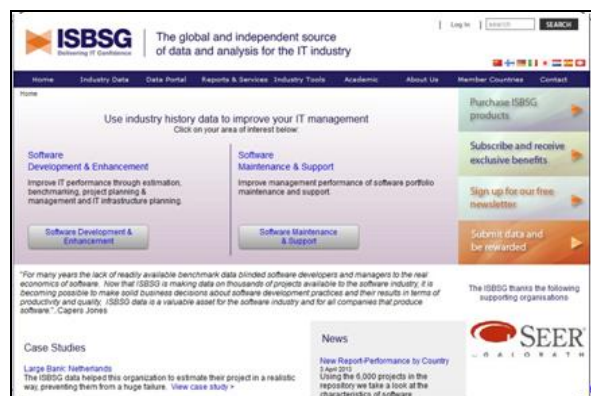 ISBSG
Delivering IT Confidence
The global and independent source
of data and analysis for the IT industry
Log In
search
SEARCH
Home
Industry Data
Data Portal
Reports & Services
Industry Tools
Academic
About Us
Member Countries
Contact
Home
Use industry history data to improve your IT management
Click on your area of interest below:
Software
Development & Enhancement
Improve IT performance through estimation,
benchmarking, project planning &
management and IT infrastructure planning.
Software Development &
Enhancement
Software
Maintenance & Support
Improve management performance of software portfolio
maintenance and support.
Software Maintenance
& Support
Purchase ISBSG
products
Subscribe and receive
exclusive benefits
Sign up for our free
newsletter
Submit data and
be rewarded
"For many years the lack of readily available benchmark data blinded software developers and managers to the real
economics of software. Now that ISBSG is making data on thousands of projects available to the software industry, it is
becoming possible to make solid business decisions about software development practices and their results in terms of
productivity and quality. ISBSG data is a valuable asset for the software industry and for all companies that produce
software.". Capers Jones
The ISBSG thanks the following
supporting organisations
SEER
GALORATH
Case Studies
Large Bank: Netherlands
The ISBSG data helped this organization to estimate their project in a realistic
way, preventing them from a huge failure. View case study >
News
New Report-Performance by Country
3 April 2013
Using the 6,000 projects in the
repository we take a look at the
characteristics of software